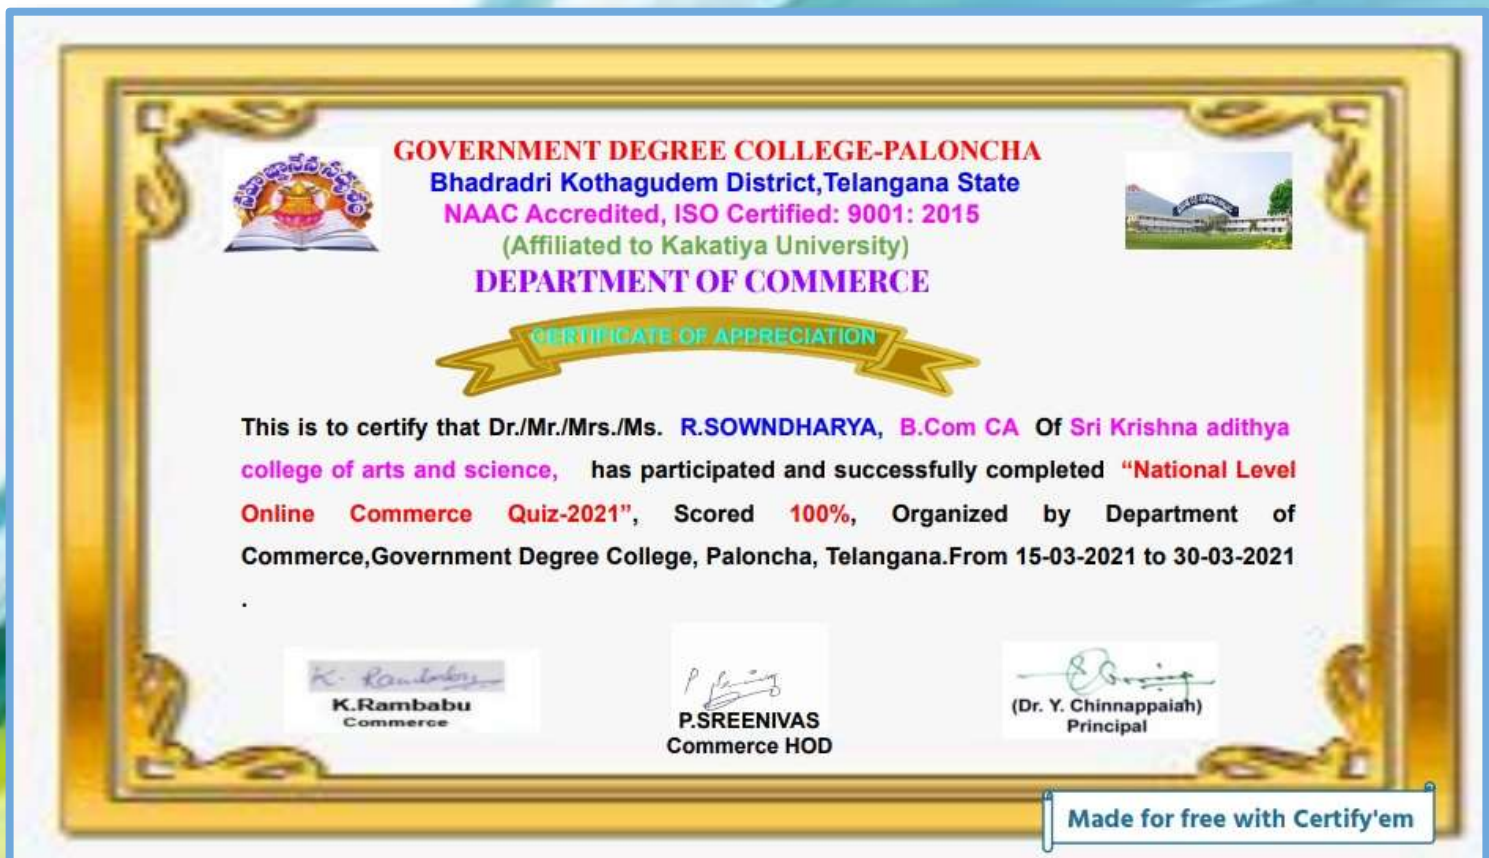 GOVERNMENT DEGREE COLLEGE-PALONCHA
Bhadradri Kothagudem District,Telangana State
NAAC Accredited, ISO Certified: 9001: 2015
(Affiliated to Kakatiya University)
DEPARTMENT OF COMMERCE
CERTIFICATE OF APPRECIATION
This is to certify that Dr./Mr./Mrs./Ms. R.SOWNDHARYA, B.Com CA Of Sri Krishna adithya
college of arts and science, has participated and successfully completed “National Level
Online Commerce Quiz-2021”, Scored 100%, Organized by Department of
Commerce,Government Degree College, Paloncha, Telangana.From 15-03-2021 to 30-03-2021
.
K.Rambabu
Commerce
P.SREENIVAS
Commerce HOD
(Dr. Y. Chinnappaiah)
Principal
Made for free with Certify'em